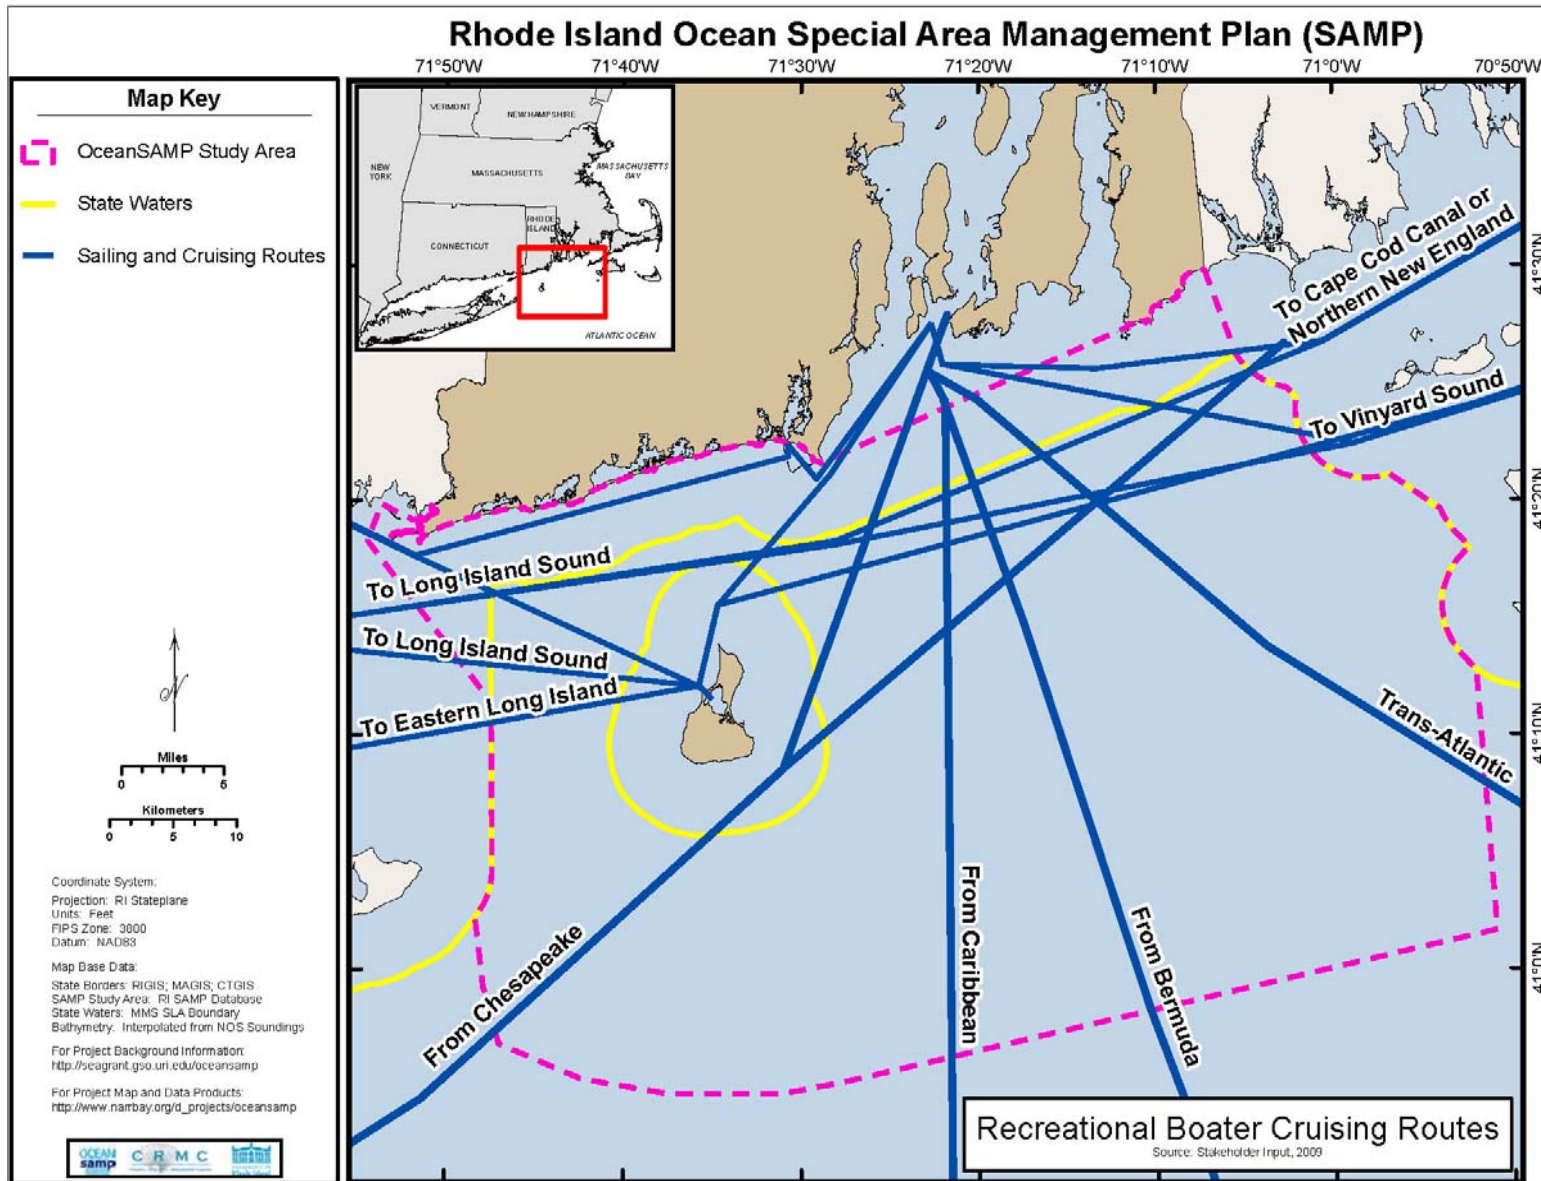 Rhode Island Ocean Special Area Management Plan (SAMP)
71°50'W
71°40'W
71°30'W
71°20'W
71°10'W
71°0'W
70°50'W
Map Key
OceanSAMP Study Area
State Waters
Sailing and Cruising Routes
VERMONT
NEW HAMPSHIRE
NEW
YORK
MASSACHUSETTS
MASSACHUSETTS
BAY
RHODE
ISLAND
CONNECTICUT
ATLANTIC OCEAN
To Cape Cod Canal or
Northern New England
To Vinyard Sound
To Long Island Sound
To Long Island Sound
To Eastern Long Island
Trans-Atlantic
From Chesapeake
From Caribbean
From Bermuda
41°30'N
41°20'N
41°10'N
41°0'N
N
Miles
0 5
Kilometers
0 5 10
Coordinate System:
Projection: RI Stateplane
Units: Feet
FIPS Zone: 3800
Datum: NAD83
Map Base Data:
State Borders: RIGIS; MAGIS; CTGIS
SAMP Study Area: RI SAMP Database
State Waters: MMS SLA Boundary
Bathymetry: Interpolated from NOS Soundings
For Project Background Information:
http://seagrant.gso.uri.edu/oceansamp
For Project Map and Data Products:
http://www.narrbay.org/d_projects/oceansamp
OCEAN
samp
CRMC
Recreational Boater Cruising Routes
Source: Stakeholder Input, 2009